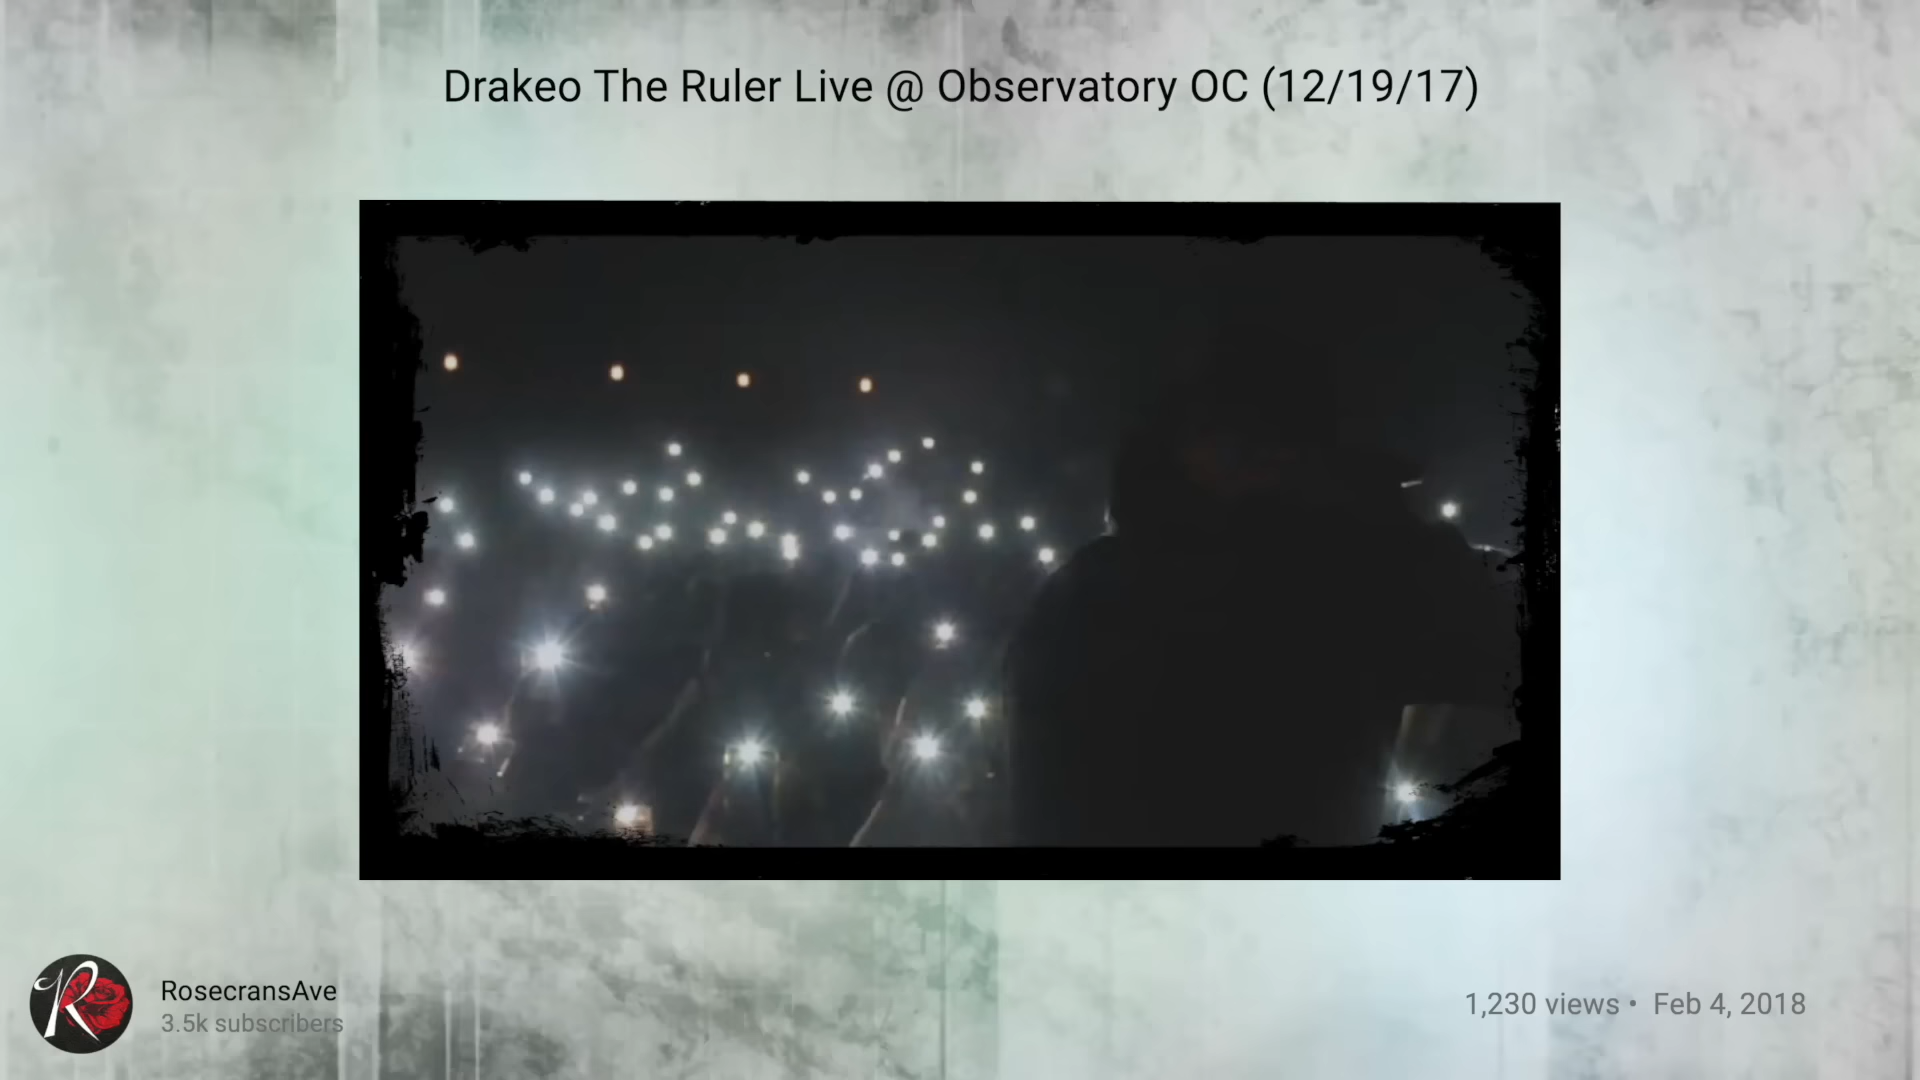 Drakeo The Ruler Live @ Observatory OC (12/19/17)
R
RosecransAve
3.5k subscribers
1,230 views • Feb 4, 2018